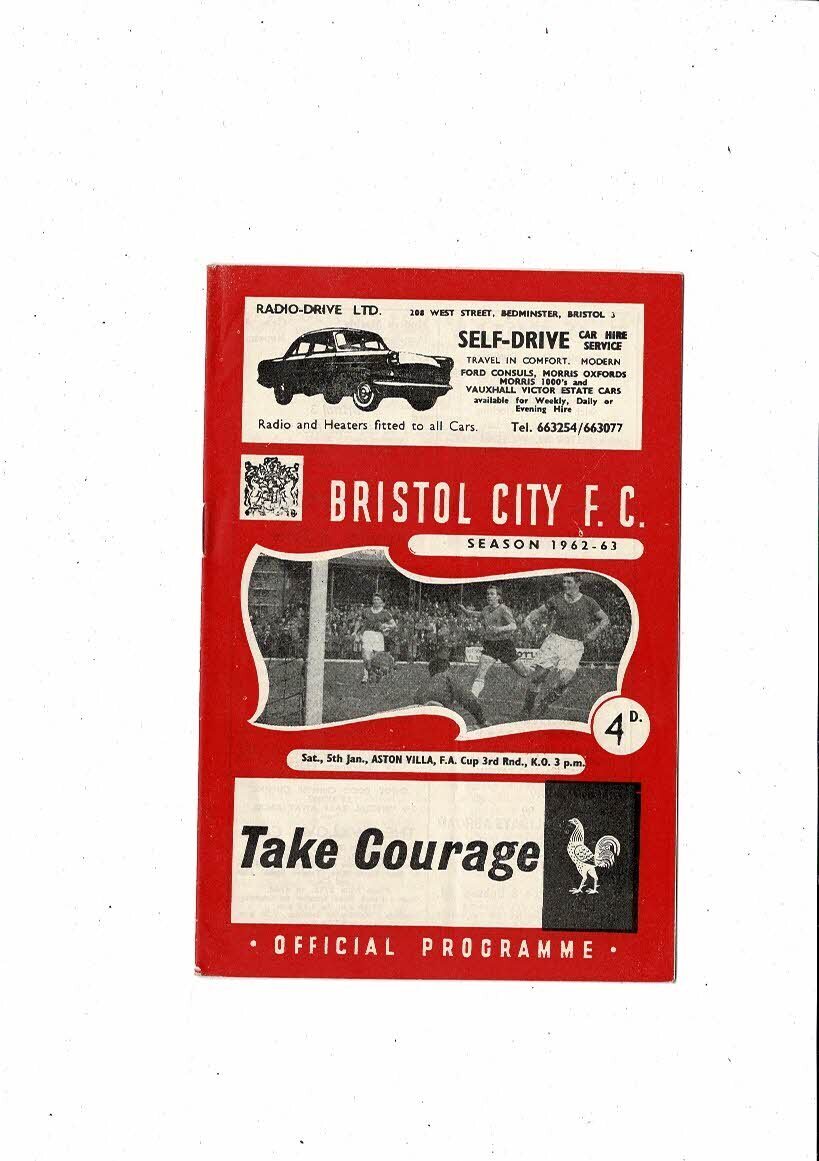 RADIO-DRIVE LTD. 208 WEST STREET, BEDMINSTER, BRISTOL 3
SELF-DRIVE CAR HIRE SERVICE
TRAVEL IN COMFORT. MODERN
FORD CONSULS, MORRIS OXFORDS
MORRIS 1000's and
VAUXHALL VICTOR ESTATE CARS
available for Weekly, Daily or
Evening Hire
Radio and Heaters fitted to all Cars. Tel. 663254/663077
BRISTOL CITY F.C.
SEASON 1962-63
4D.
Sat., 5th Jan., ASTON VILLA, F.A. Cup 3rd Rnd., K.O. 3 p.m.
Take Courage
• OFFICIAL PROGRAMME •